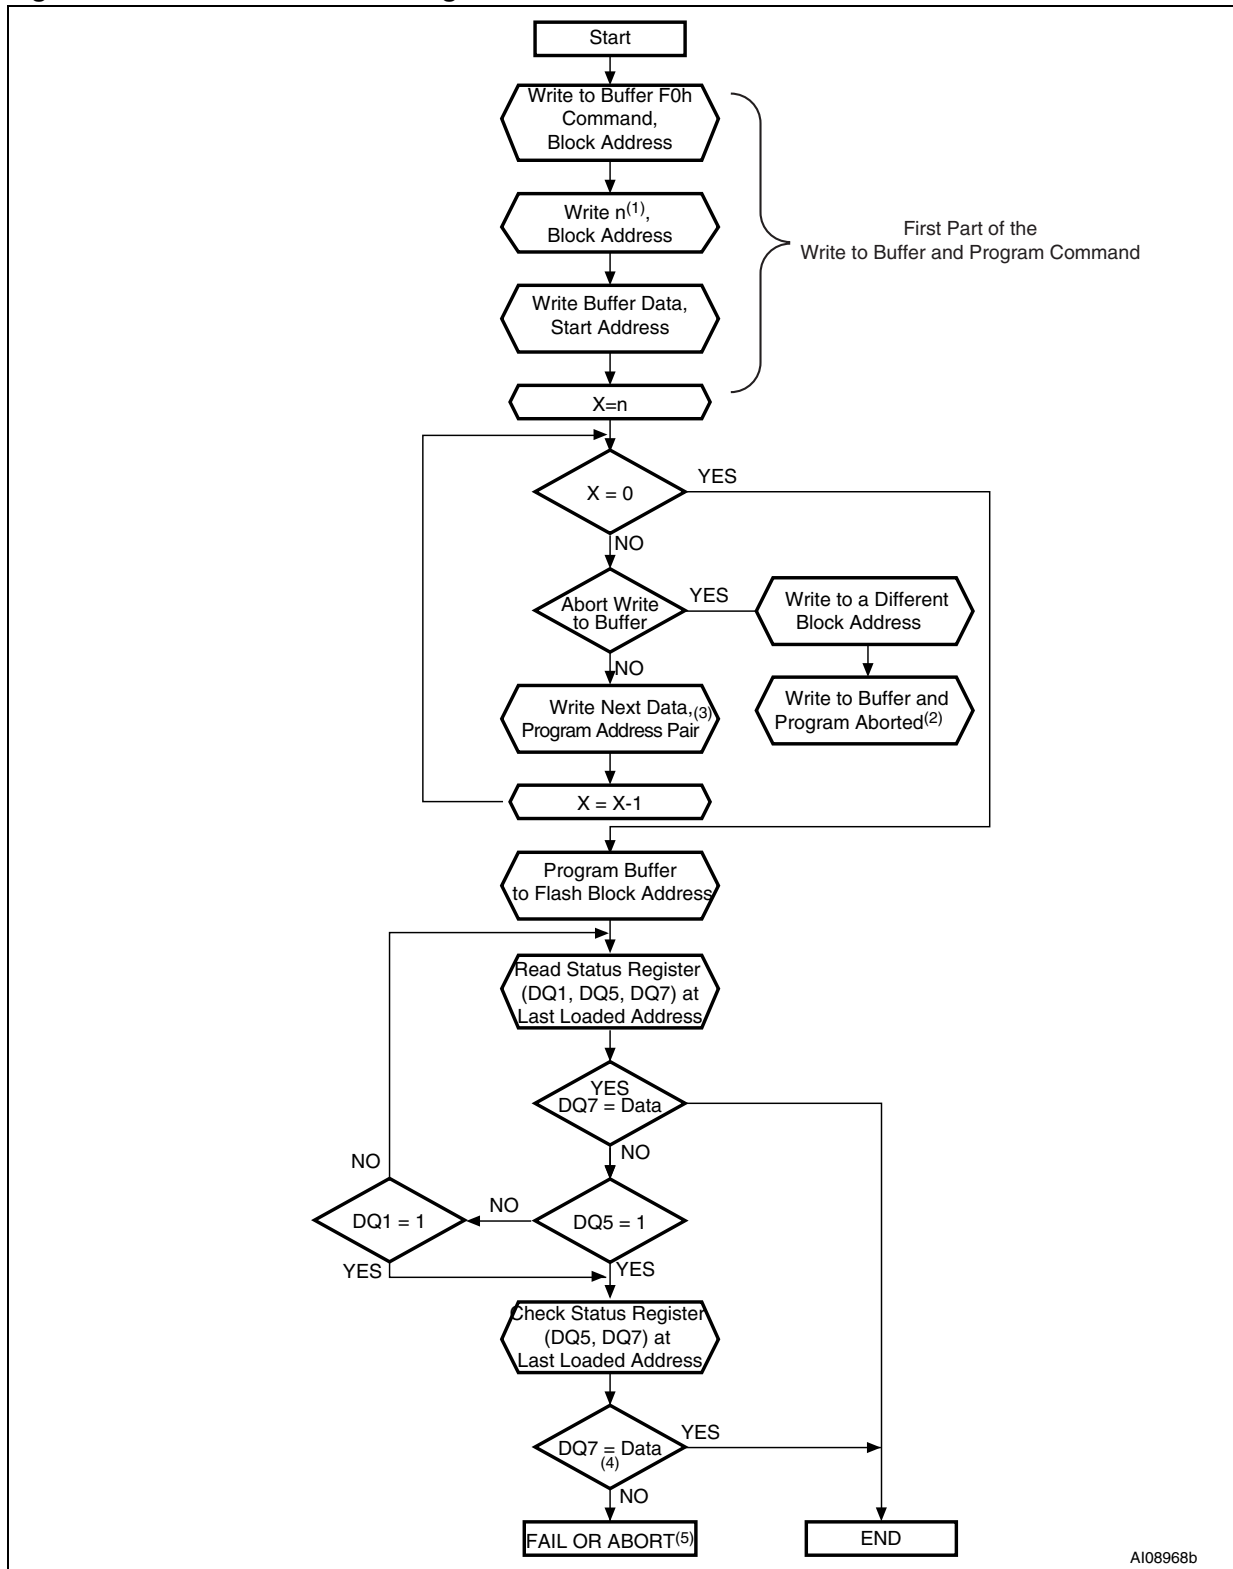 Start
Write to Buffer F0h
Command,
Block Address
Write n(1),
Block Address
First Part of the
Write to Buffer and Program Command
Write Buffer Data,
Start Address
X=n
X = 0
YES
NO
Abort Write
to Buffer
YES
Write to a Different
Block Address
NO
Write Next Data,(3)
Program Address Pair
Write to Buffer and
Program Aborted(2)
X = X-1
Program Buffer
to Flash Block Address
Read Status Register
(DQ1, DQ5, DQ7) at
Last Loaded Address
YES
DQ7 = Data
NO
NO
DQ1 = 1
NO
DQ5 = 1
YES
YES
Check Status Register
(DQ5, DQ7) at
Last Loaded Address
DQ7 = Data
(4)
YES
NO
FAIL OR ABORT(5)
END
AI08968b